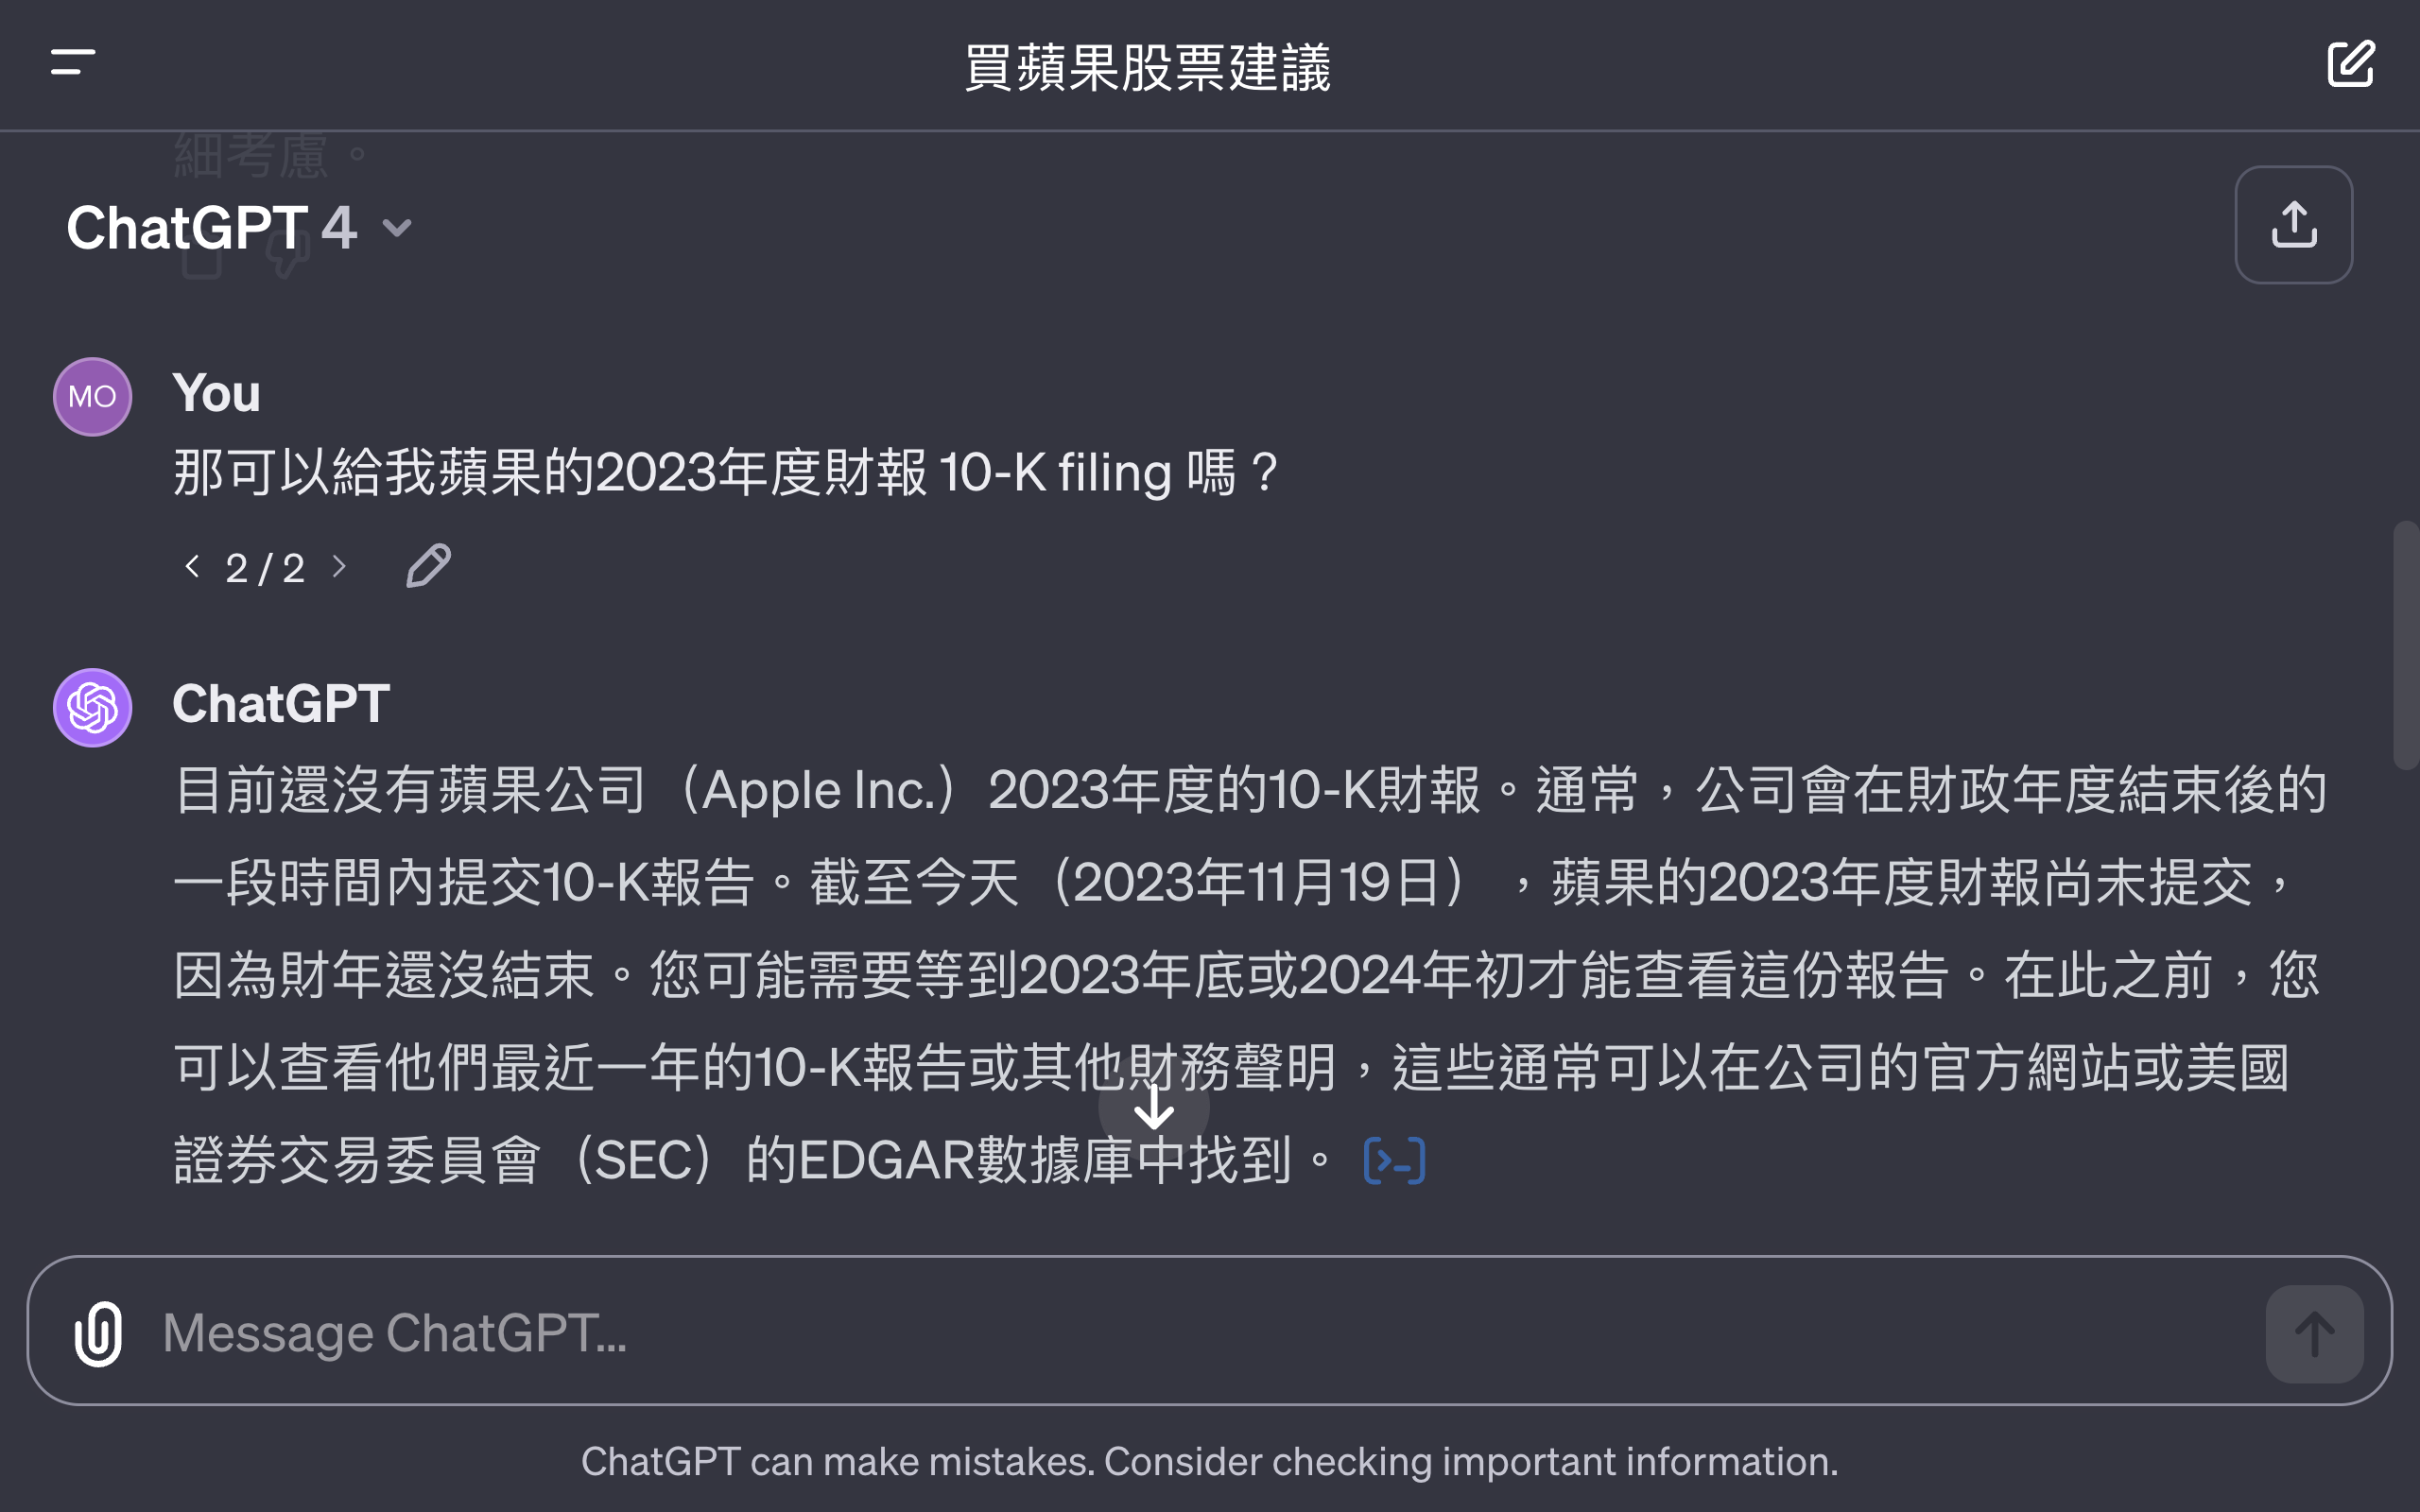 買蘋果股票建議
細考慮。
ChatGPT 4
MO
You
那可以給我蘋果的2023年度財報 10-K filing 嗎？
2 / 2
ChatGPT
目前還沒有蘋果公司（Apple Inc.）2023年度的10-K財報。通常，公司會在財政年度結束後的
一段時間內提交10-K報告。截至今天（2023年11月19日），蘋果的2023年度財報尚未提交，
因為財年還沒結束。您可能需要等到2023年底或2024年初才能查看這份報告。在此之前，您
可以查看他們最近一年的10-K報告或其他財務聲明，這些通常可以在公司的官方網站或美國
證券交易委員會（SEC）的EDGAR數據庫中找到。 [>-]
Message ChatGPT...
ChatGPT can make mistakes. Consider checking important information.